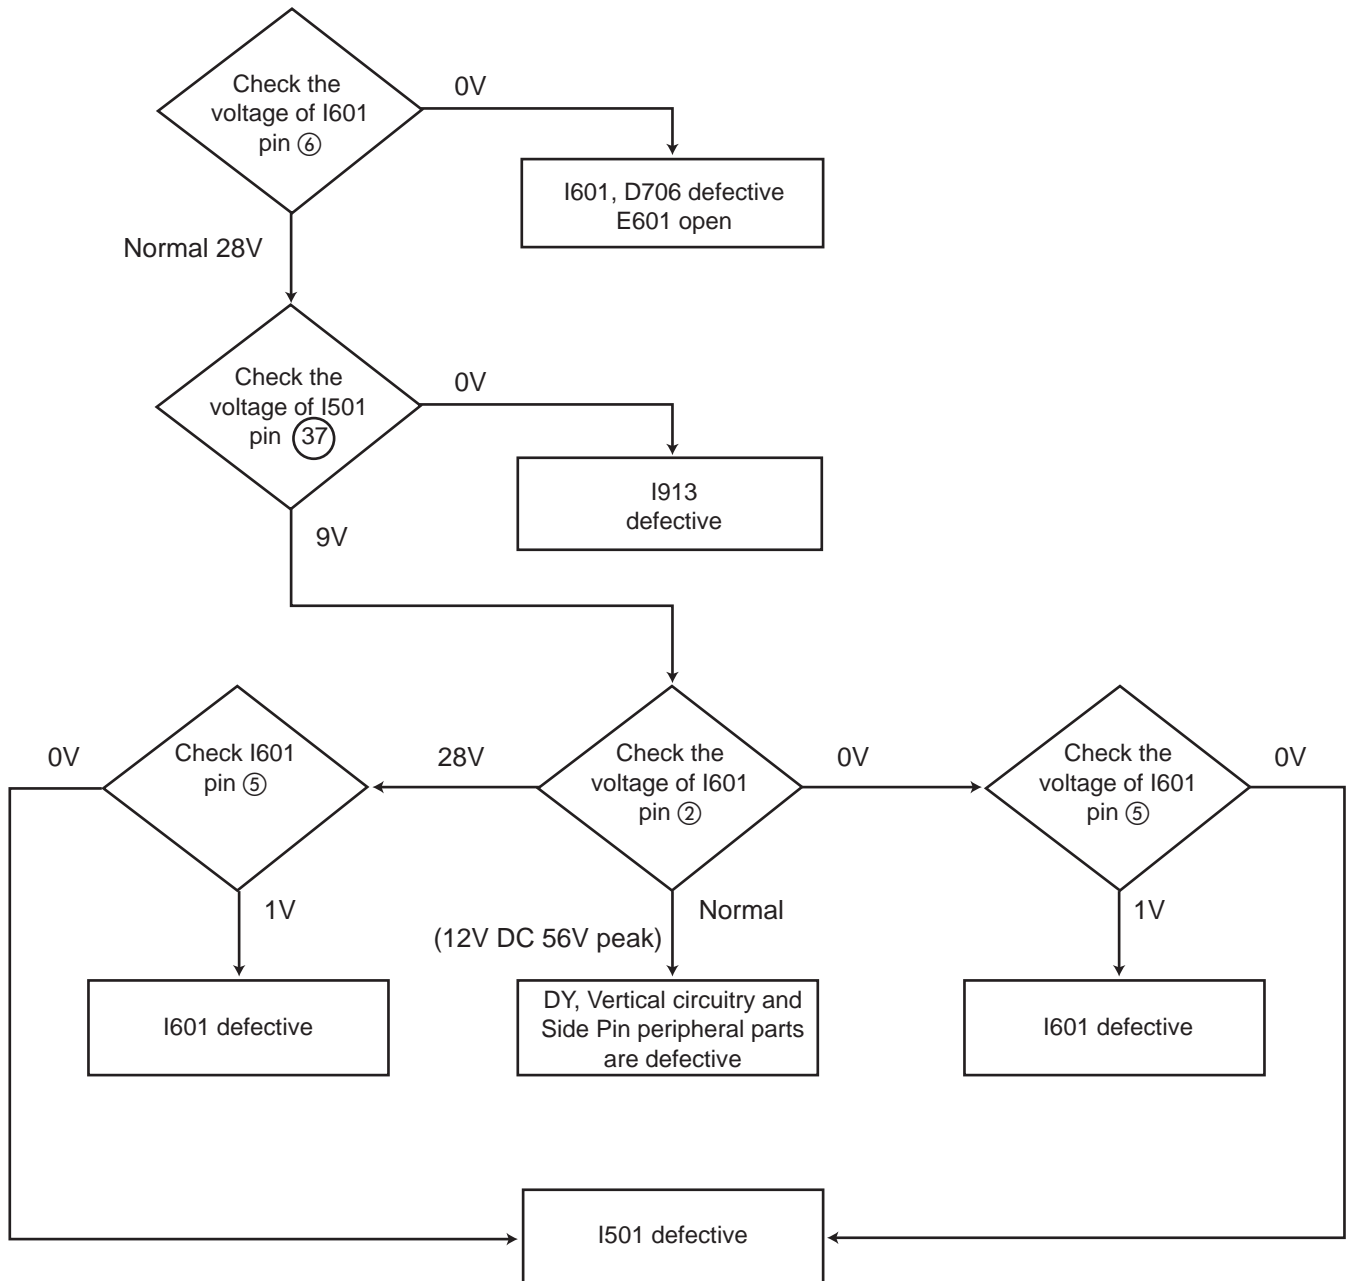 Check the
voltage of I601
pin ⑥
0V
I601, D706 defective
E601 open
Normal 28V
Check the
voltage of I501
pin ㊲
0V
I913
defective
9V
0V
Check I601
pin ⑤
28V
Check the
voltage of I601
pin ②
0V
Check the
voltage of I601
pin ⑤
0V
1V
Normal
(12V DC 56V peak)
1V
I601 defective
DY, Vertical circuitry and
Side Pin peripheral parts
are defective
I601 defective
I501 defective